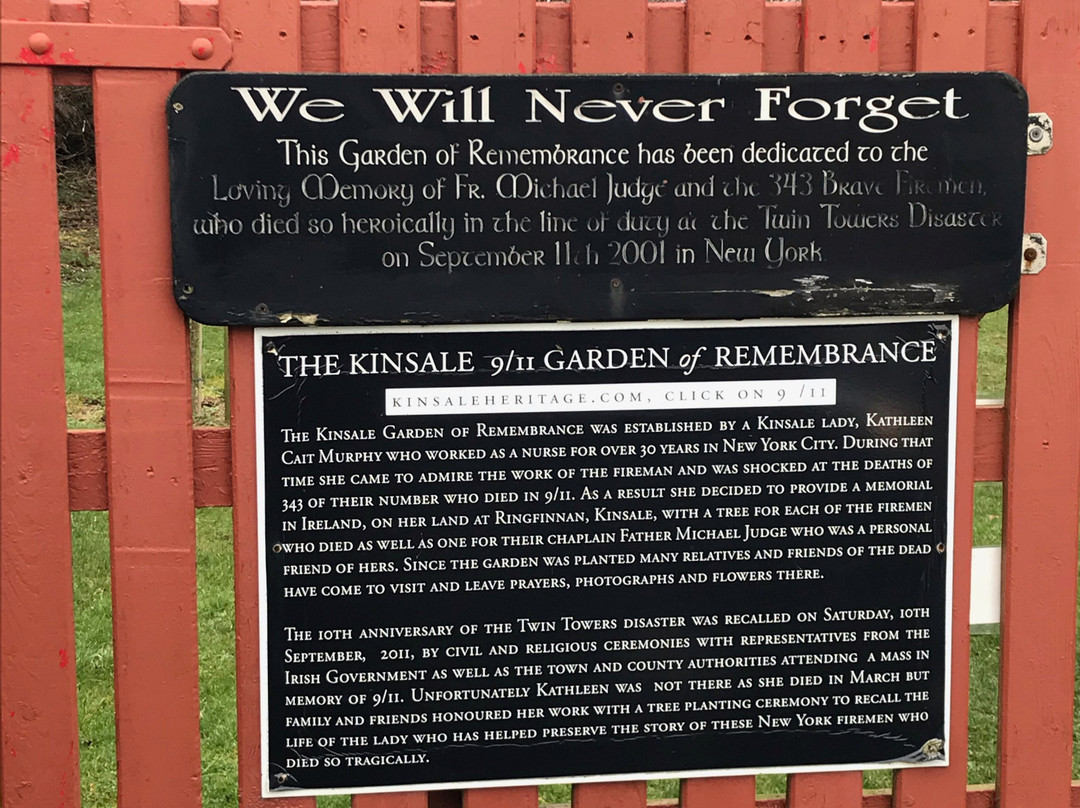 We Will Never Forget
This Garden of Remembrance has been dedicated to the
Loving Memory of Fr. Michael Judge and the 343 Brave Firemen,
who died so heroically in the line of duty at the Twin Towers Disaster
on September 11th 2001 in New York
THE KINSALE 9/11 GARDEN of REMEMBRANCE
KINSALEHERITAGE.COM, CLICK ON 9 /11
The Kinsale Garden of Remembrance was established by a Kinsale lady, Kathleen
Cait Murphy who worked as a nurse for over 30 years in New York City. During that
time she came to admire the work of the fireman and was shocked at the deaths of
343 of their number who died in 9/11. As a result she decided to provide a memorial
in Ireland, on her land at Ringfinnan, Kinsale, with a tree for each of the firemen
who died as well as one for their chaplain Father Michael Judge who was a personal
friend of hers. Since the garden was planted many relatives and friends of the dead
have come to visit and leave prayers, photographs and flowers there.
The 10th anniversary of the Twin Towers disaster was recalled on Saturday, 10th
September, 2011, by civil and religious ceremonies with representatives from the
Irish Government as well as the town and county authorities attending a mass in
memory of 9/11. Unfortunately Kathleen was not there as she died in March but
family and friends honoured her work with a tree planting ceremony to recall the
life of the lady who has helped preserve the story of these New York firemen who
died so tragically.